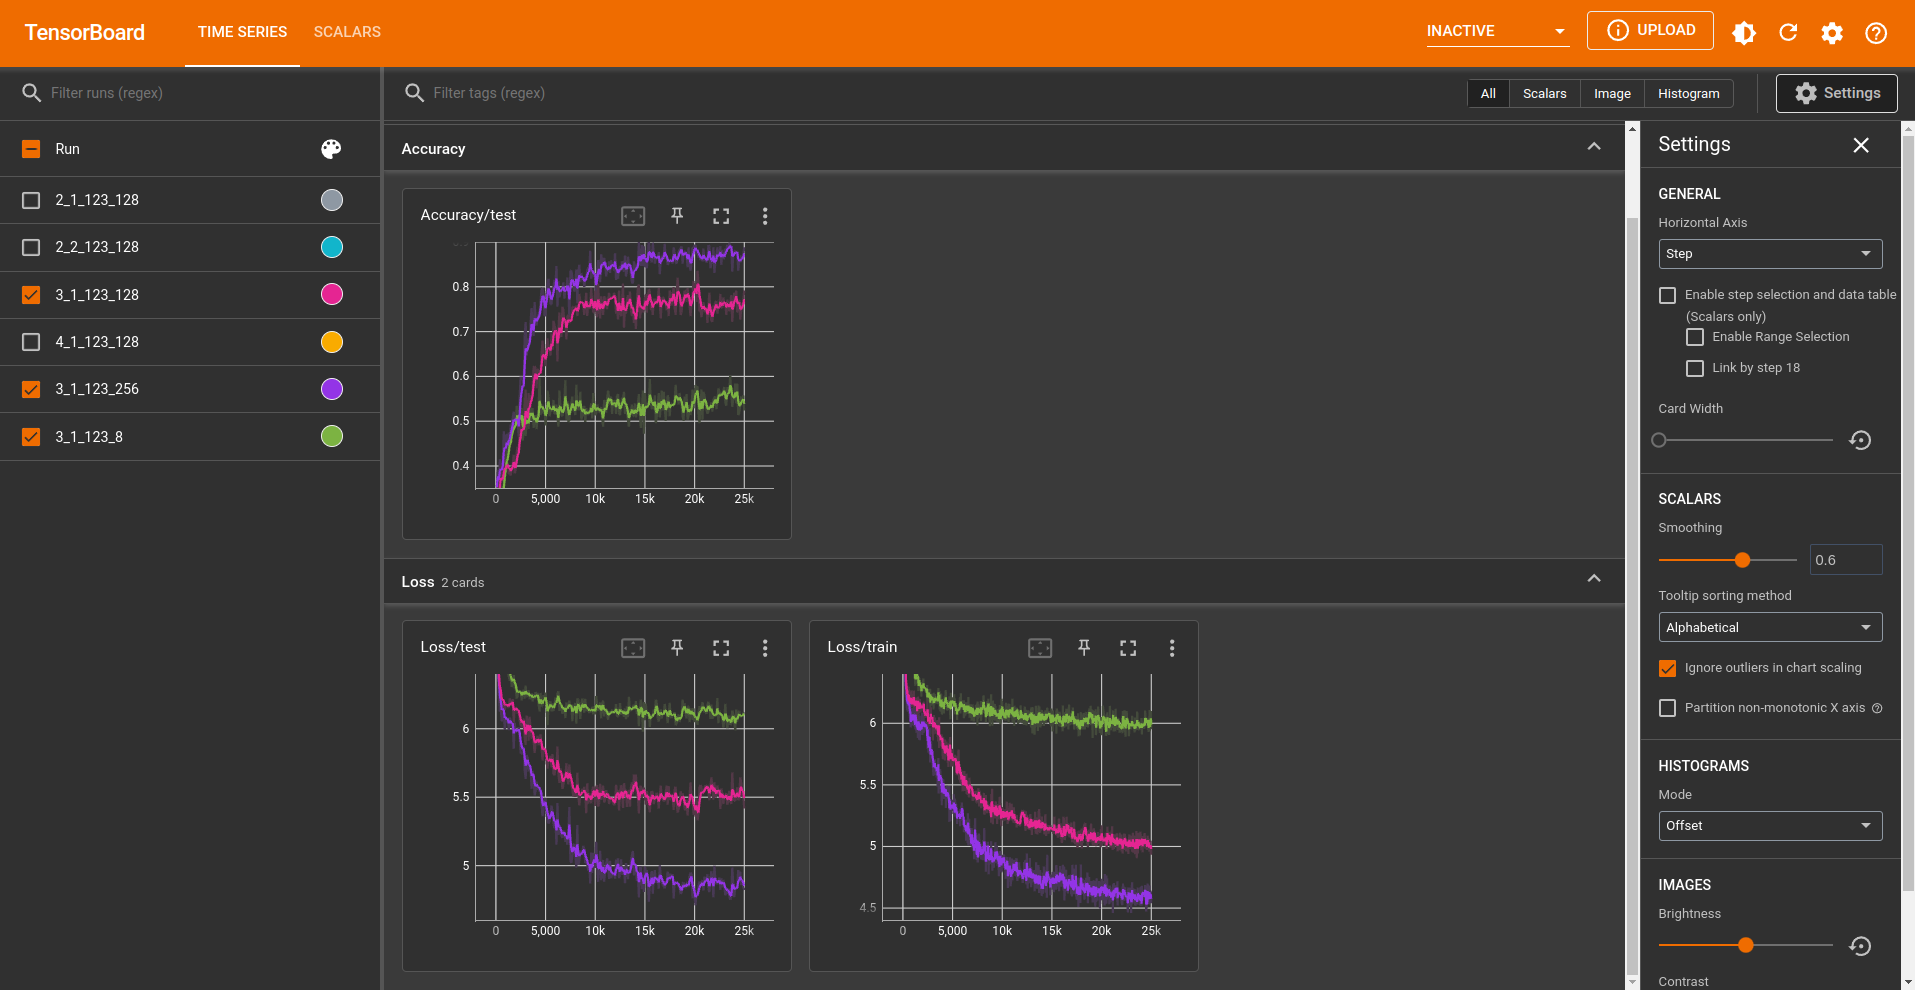 TensorBoard TIME SERIES SCALARS INACTIVE UPLOAD
Filter runs (regex)
Run
2_1_123_128
2_2_123_128
3_1_123_128
4_1_123_128
3_1_123_256
3_1_123_8
Filter tags (regex) All Scalars Image Histogram Settings
Accuracy
Accuracy/test
0.8
0.7
0.6
0.5
0.4
0 5,000 10k 15k 20k 25k
Loss 2 cards
Loss/test
6
5.5
5
0 5,000 10k 15k 20k 25k
Loss/train
6
5.5
5
4.5
0 5,000 10k 15k 20k 25k
Settings
GENERAL
Horizontal Axis
Step
Enable step selection and data table
(Scalars only)
Enable Range Selection
Link by step 18
Card Width
SCALARS
Smoothing
0.6
Tooltip sorting method
Alphabetical
Ignore outliers in chart scaling
Partition non-monotonic X axis
HISTOGRAMS
Mode
Offset
IMAGES
Brightness
Contrast